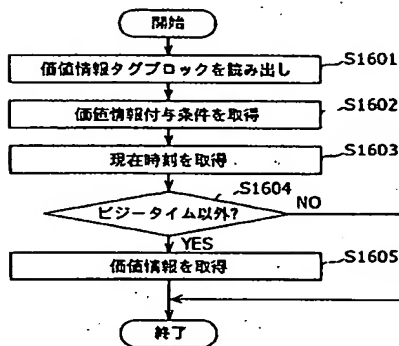 開始
価値情報タグブロックを読み出し
S1601
価値情報付与条件を取得
S1602
現在時刻を取得
S1603
S1604
ビジータイム以外?
NO
YES
価値情報を取得
S1605
終了